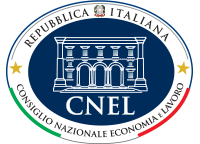 REPUBBLICA ITALIANA
CNEL
CONSIGLIO NAZIONALE ECONOMIA E LAVORO